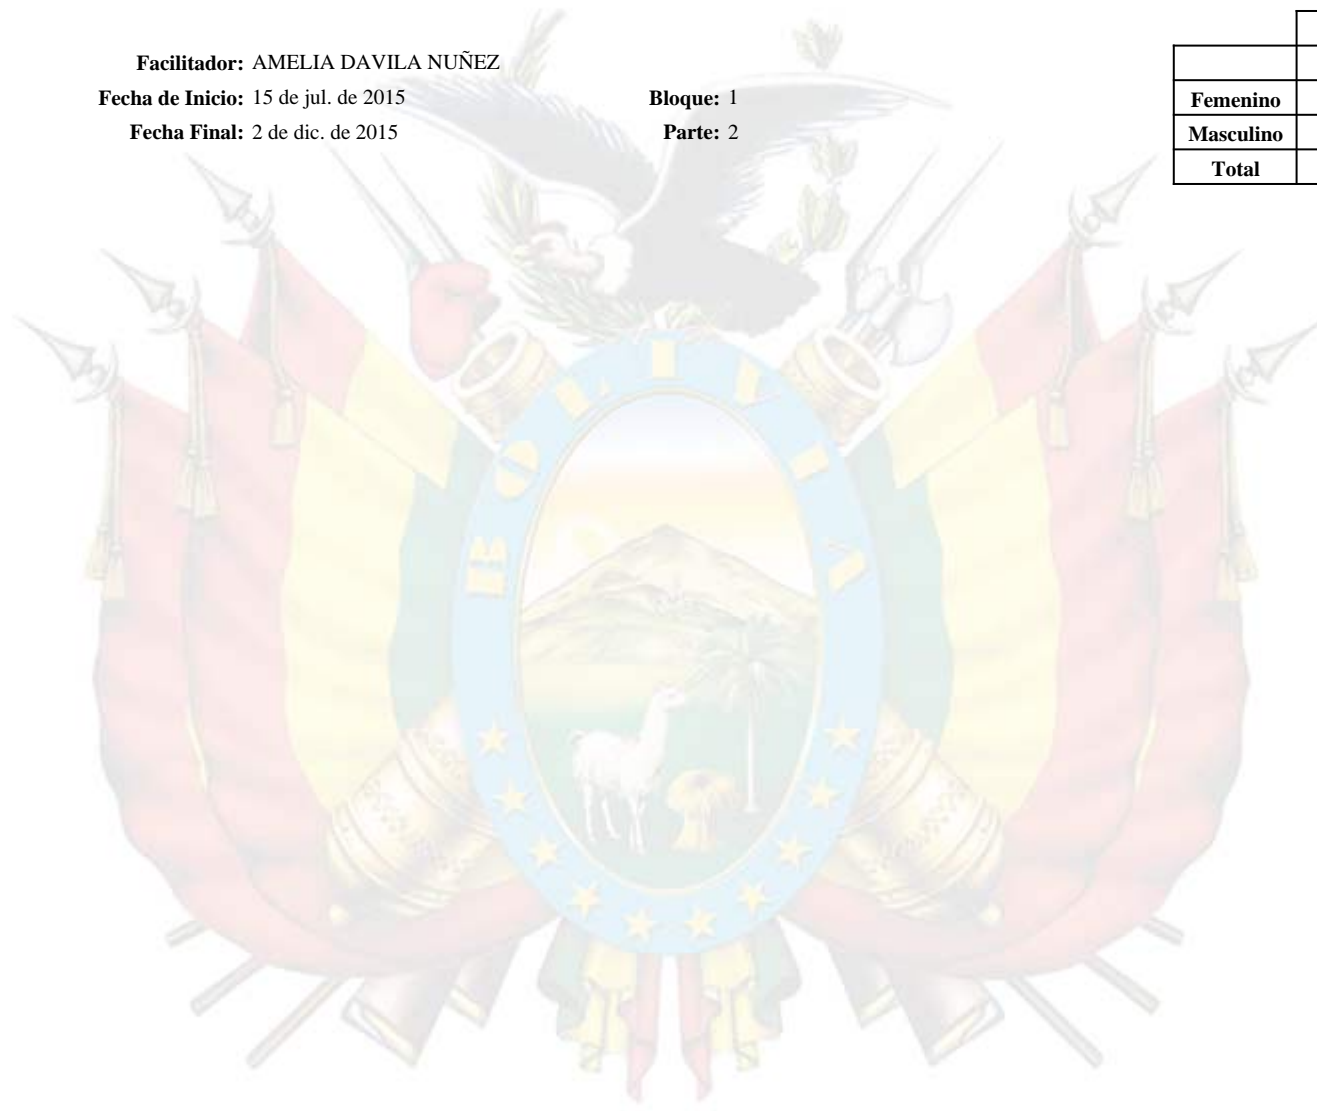 Facilitador: AMELIA DAVILA NUÑEZ
Fecha de Inicio: 15 de jul. de 2015 Bloque: 1
Fecha Final: 2 de dic. de 2015 Parte: 2
Femenino
Masculino
Total
BOLIVIA